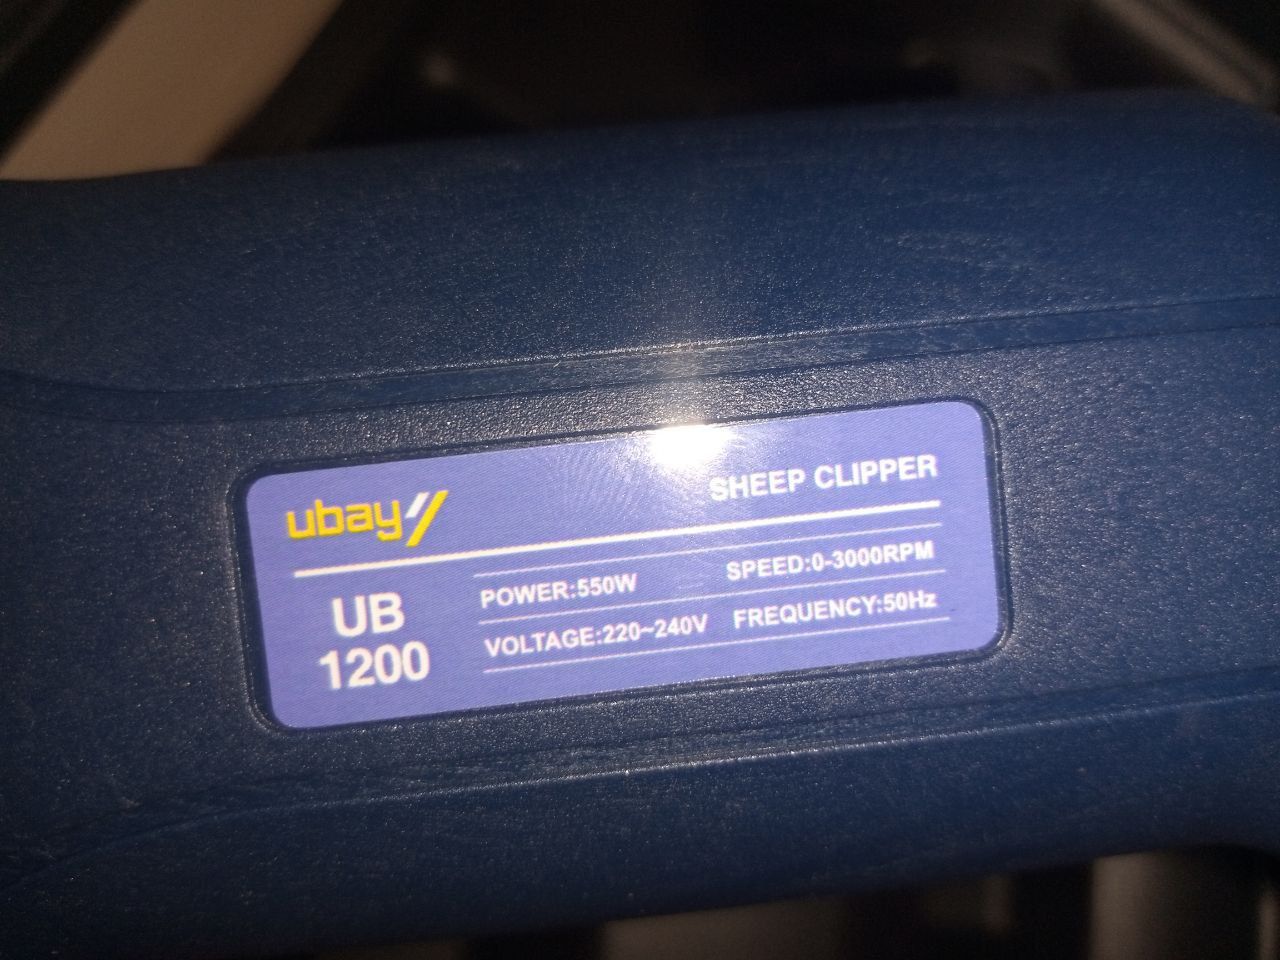 ubay
SHEEP CLIPPER
UB
1200
POWER:550W
SPEED:0-3000RPM
VOLTAGE:220~240V
FREQUENCY:50Hz